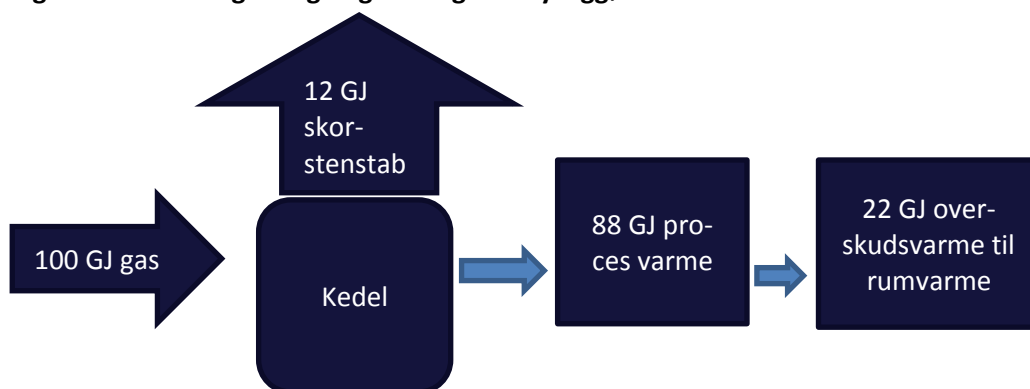 12 GJ
skor-
stenstab
100 GJ gas
Kedel
88 GJ pro-
ces varme
22 GJ over-
skudsvarme til
rumvarme